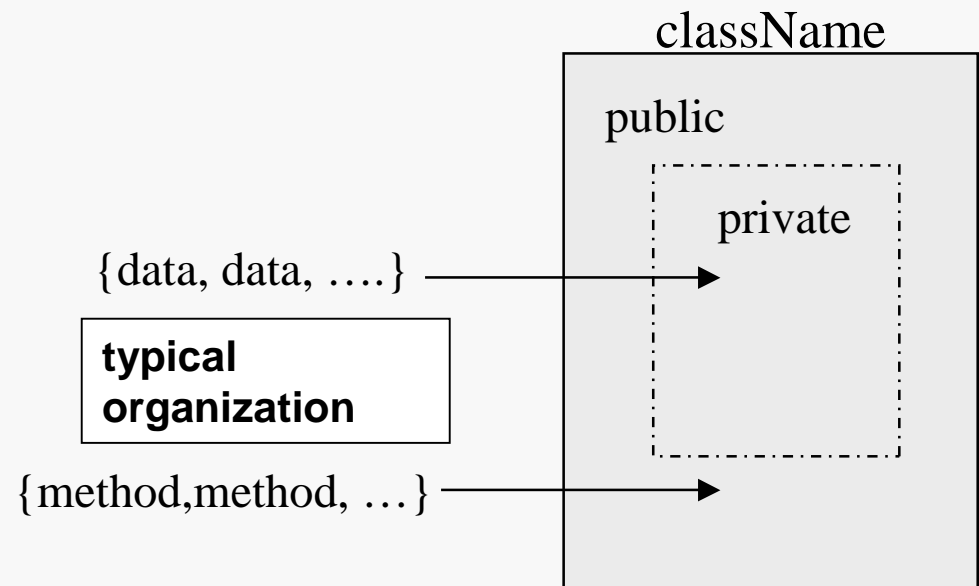 className
public
private
{data, data, ….}
typical
organization
{method,method, …}